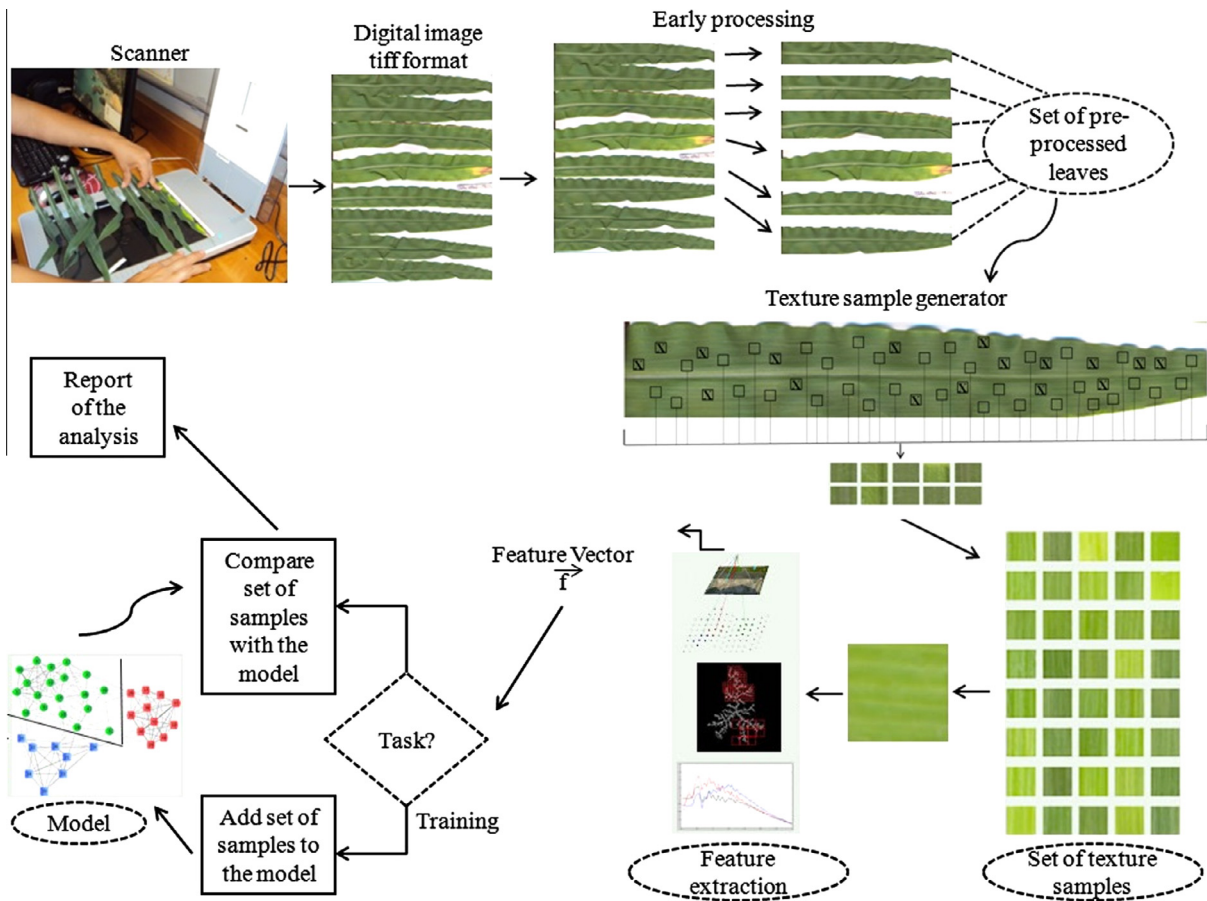 Scanner
Digital image
tiff format
Early processing
Set of pre-
processed
leaves
Texture sample generator
Report
of the
analysis
Compare
set of
samples
with the
model
Feature Vector
f
Task?
Training
Add set of
samples to
the model
Model
Feature
extraction
Set of texture
samples